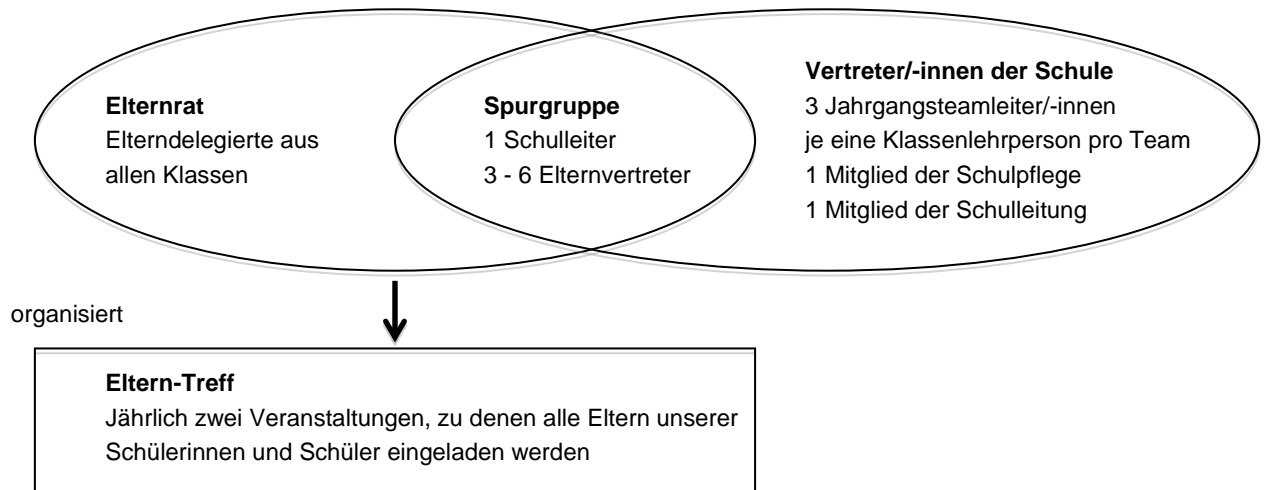 Elternrat
Elterndelegierte aus
allen Klassen
Spurgruppe
1 Schulleiter
3 - 6 Elternvertreter
Vertreter/-innen der Schule
3 Jahrgangsteamleiter/-innen
je eine Klassenlehrperson pro Team
1 Mitglied der Schulpflege
1 Mitglied der Schulleitung
organisiert
Eltern-Treff
Jährlich zwei Veranstaltungen, zu denen alle Eltern unserer
Schülerinnen und Schüler eingeladen werden